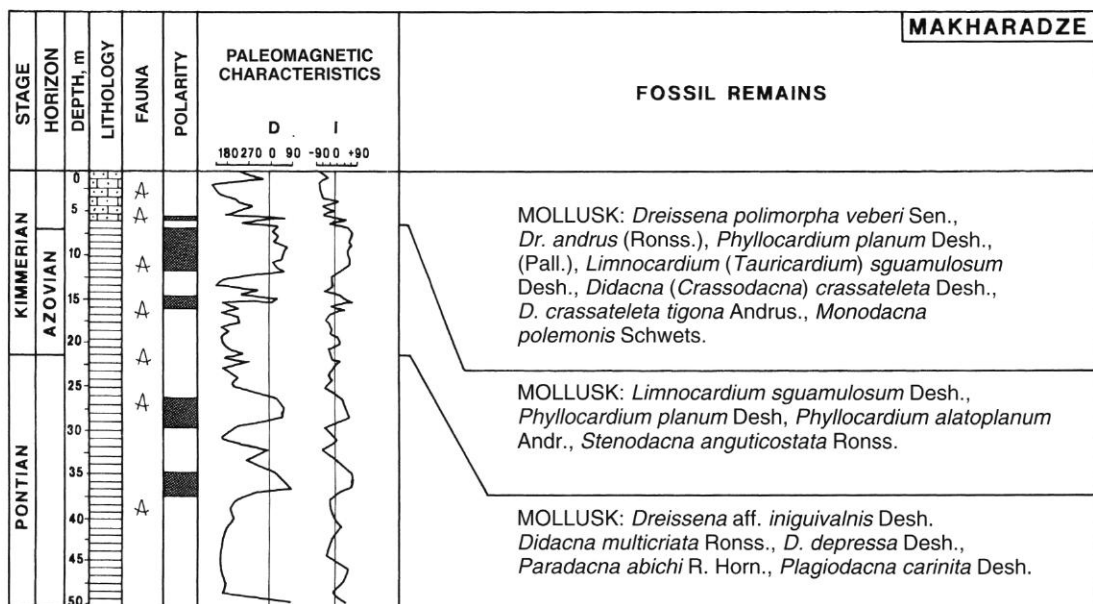 MAKHARADZE
STAGE
HORIZON
DEPTH, m
LITHOLOGY
FAUNA
POLARITY
PALEOMAGNETIC
CHARACTERISTICS
D I
180 270 0 90 -90 0 +90
FOSSIL REMAINS
KIMMERIAN
AZOVIAN
PONTIAN
0
5
10
15
20
25
30
35
40
45
50
MOLLUSK: Dreissena polimorpha veberi Sen.,
Dr. andrus (Ronss.), Phyllocardium planum Desh.,
(Pall.), Limnocardium (Tauricardium) sguamulosum
Desh., Didacna (Crassodacna) crassateleta Desh.,
D. crassateleta tigona Andrus., Monodacna
polemonis Schwets.
MOLLUSK: Limnocardium sguamulosum Desh.,
Phyllocardium planum Desh, Phyllocardium alatoplanum
Andr., Stenodacna anguticostata Ronss.
MOLLUSK: Dreissena aff. iniguivalnis Desh.
Didacna multicriata Ronss., D. depressa Desh.,
Paradacna abichi R. Horn., Plagiodacna carinita Desh.